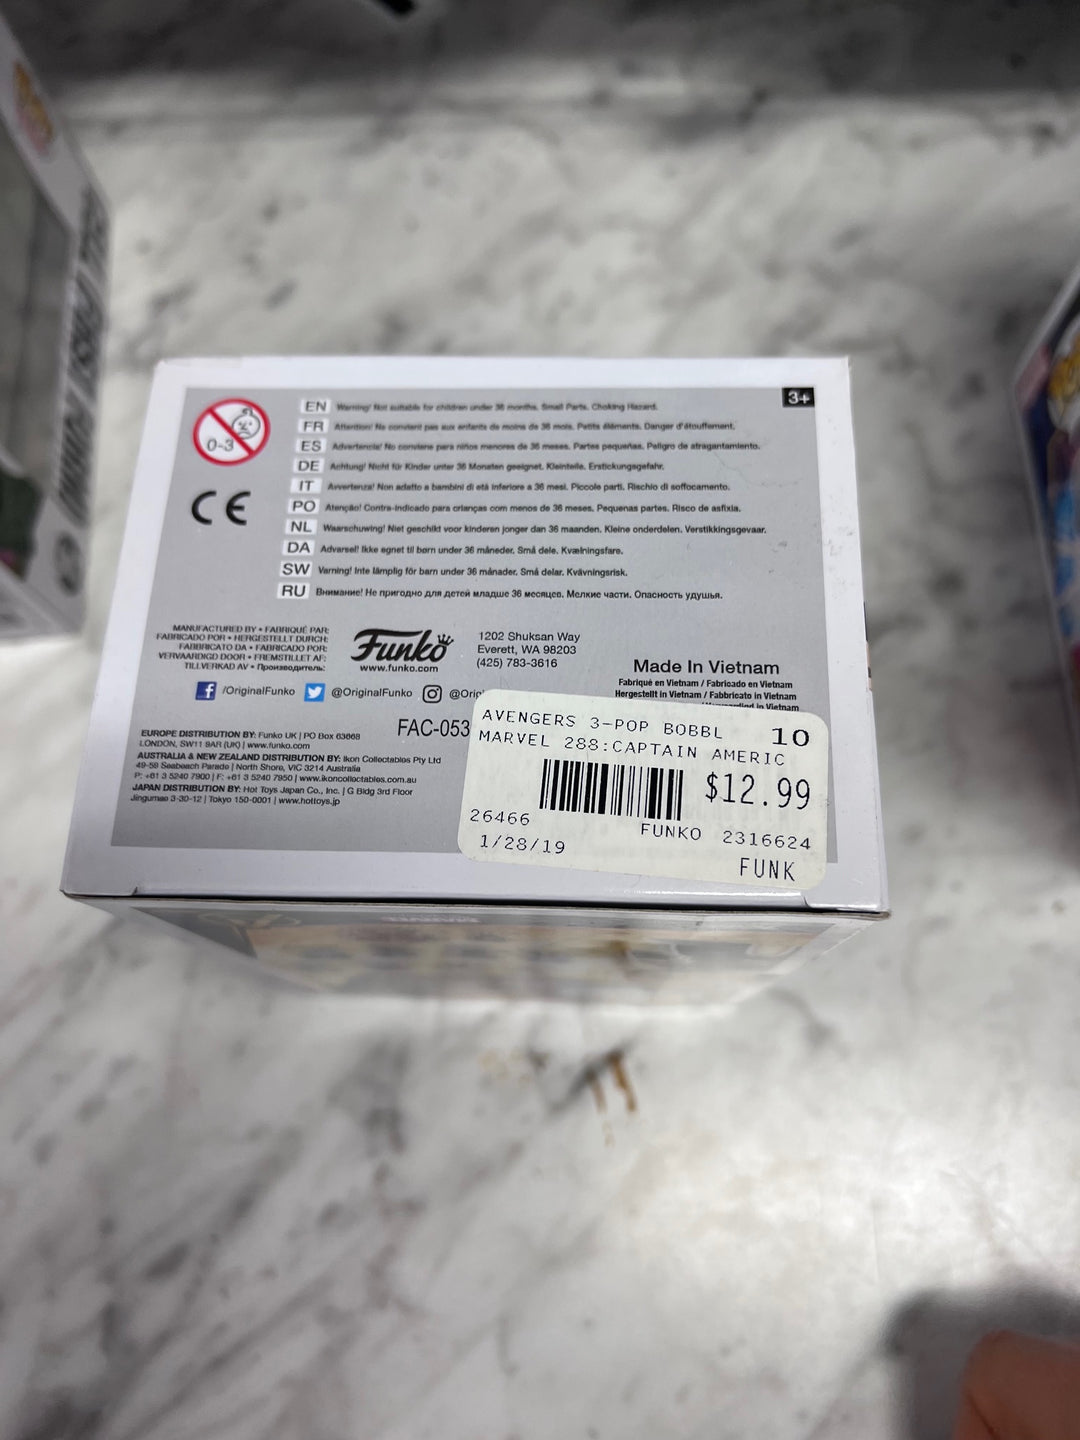 3+
0-3
EN Warning! Not suitable for children under 36 months. Small Parts. Choking Hazard.
FR Attention! Ne convient pas aux enfants de moins de 36 mois. Petits éléments. Danger d'étouffement.
ES Advertencia! No conviene para niños menores de 36 meses. Partes pequeñas. Peligro de atragantamiento.
DE Achtung! Nicht für Kinder unter 36 Monaten geeignet. Kleinteile. Erstickungsgefahr.
IT Avvertenza! Non adatto a bambini di età inferiore a 36 mesi. Piccole parti. Rischio di soffocamento.
CE
PO Atenção! Contra-indicado para crianças com menos de 36 meses. Pequenas partes. Risco de asfixia.
NL Waarschuwing! Niet geschikt voor kinderen jonger dan 36 maanden. Kleine onderdelen. Verstikkingsgevaar.
DA Advarsel! Ikke egnet til børn under 36 måneder. Små dele. Kvælningsfare.
SW Varning! Inte lämplig för barn under 36 månader. Små delar. Kvävningsrisk.
RU Внимание! Не пригодно для детей младше 36 месяцев. Мелкие части. Опасность удушья.
MANUFACTURED BY • FABRIQUÉ PAR:
FABRICADO POR • HERGESTELLT DURCH:
FABBRICATO DA • FABRICADO POR:
VERVAARDIGD DOOR • FREMSTILLET AF:
TILLVERKAD AV • Производитель:
Funko
www.funko.com
1202 Shuksan Way
Everett, WA 98203
(425) 783-3616
Made In Vietnam
Fabriqué en Vietnam / Fabricado en Vietnam
Hergestellt in Vietnam / Fabbricato in Vietnam
in Vietnam
/OriginalFunko @OriginalFunko @Ori
FAC-053
EUROPE DISTRIBUTION BY: Funko UK | PO Box 63868
LONDON, SW11 9AR (UK) | www.funko.com
AUSTRALIA & NEW ZEALAND DISTRIBUTION BY: Ikon Collectables Pty Ltd
49-59 Seabeach Parade | North Shore, VIC 3214 Australia
P: +61 3 5240 7900 | F: +61 3 5240 7950 | www.ikoncollectables.com.au
JAPAN DISTRIBUTION BY: Hot Toys Japan Co., Inc. | G Bldg 3rd Floor
Jingumae 3-30-12 | Tokyo 150-0001 | www.hottoys.jp
AVENGERS 3-POP BOBBL 10
MARVEL 288:CAPTAIN AMERIC
$12.99
26466 FUNKO 2316624
1/28/19 FUNK